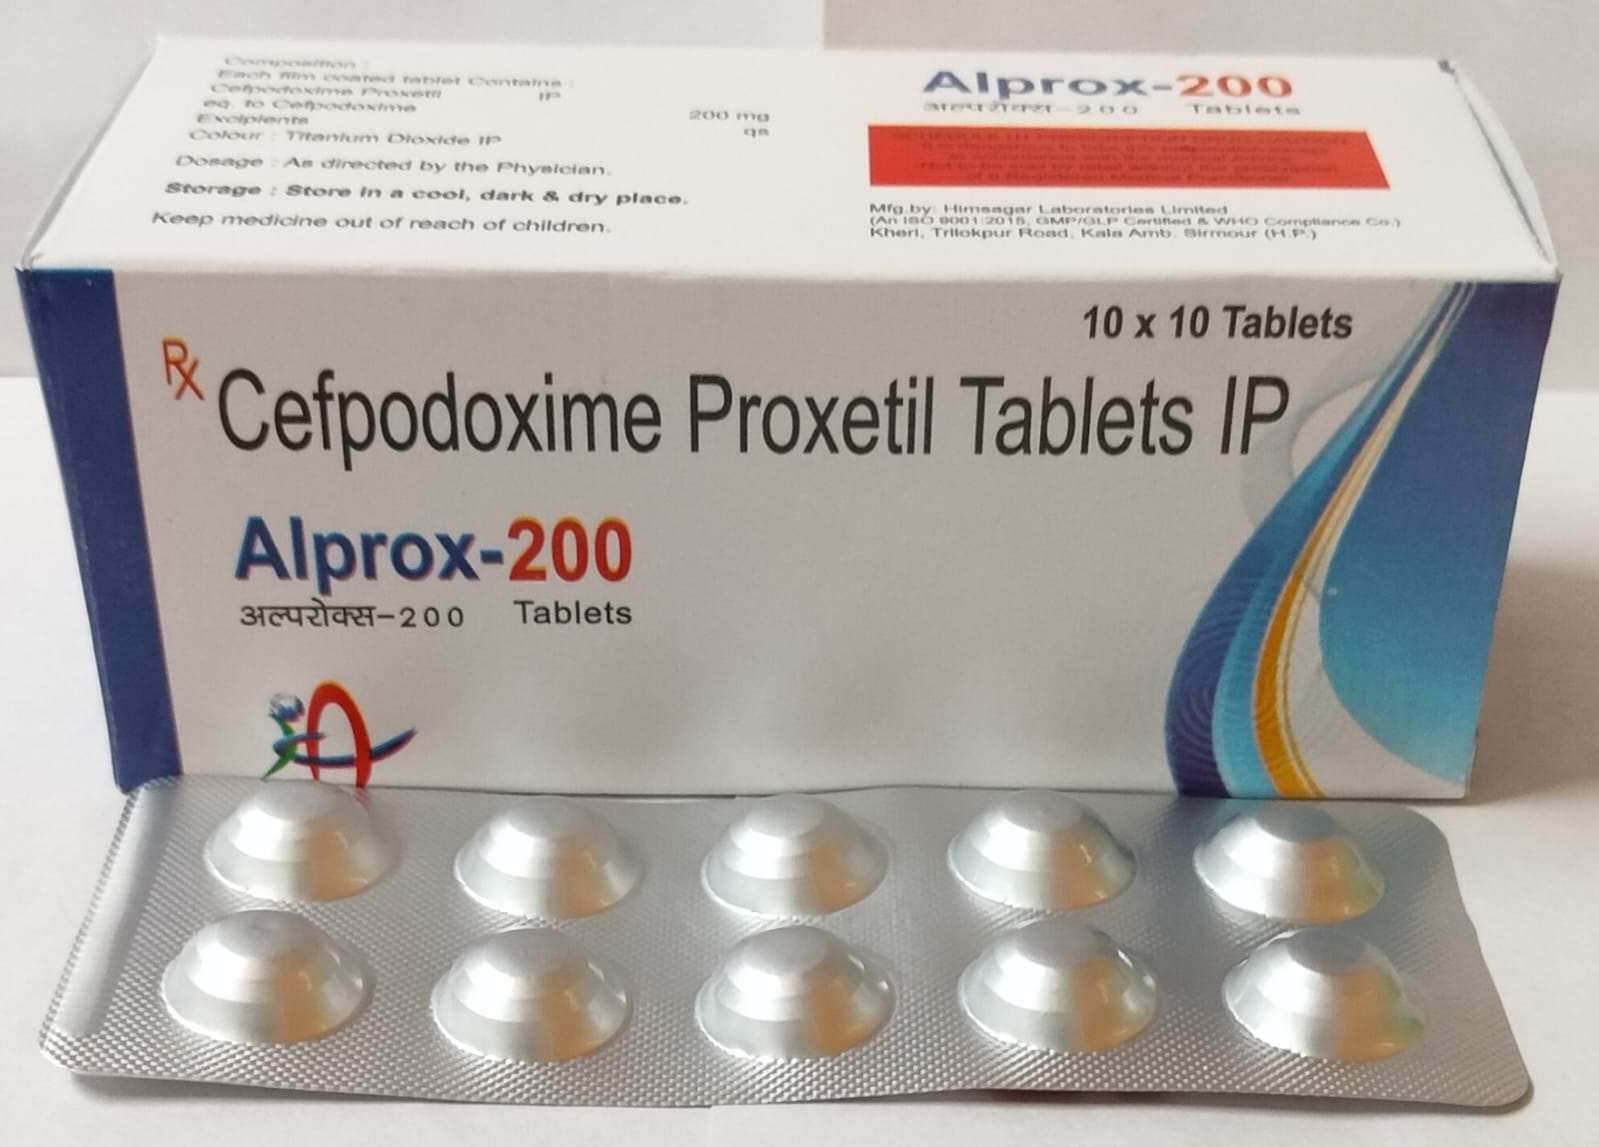 Composition :
Each film coated tablet Contains :
Cefpodoxime Proxetil IP
eq. to Cefpodoxime 200 mg
Excipients qs
Colour : Titanium Dioxide IP
Dosage : As directed by the Physician.
Storage : Store in a cool, dark & dry place.
Keep medicine out of reach of children.
Alprox-200
अल्परोक्स-200 Tablets
Mfg.by: Himsagar Laboratories Limited
(An ISO 9001:2015, GMP/GLP Certified & WHO Compliance Co.)
Kheri, Trilokpur Road, Kala Amb. Sirmour (H.P.)
10 x 10 Tablets
Rx Cefpodoxime Proxetil Tablets IP
Alprox-200
अल्परोक्स-200 Tablets